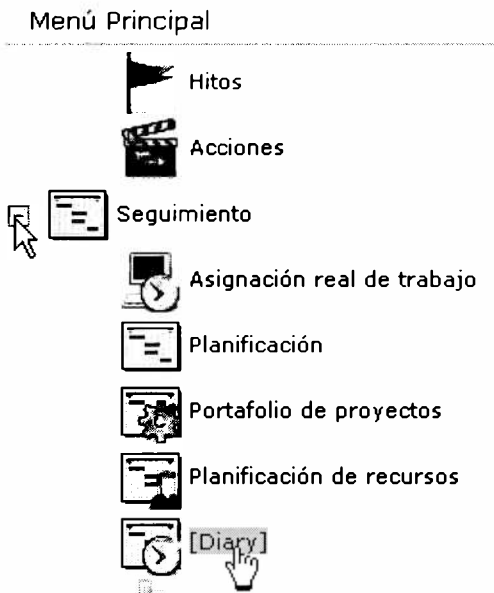 Menú Principal
Hitos
Acciones
Seguimiento
Asignación real de trabajo
Planificación
Portafolio de proyectos
Planificación de recursos
[Diary]